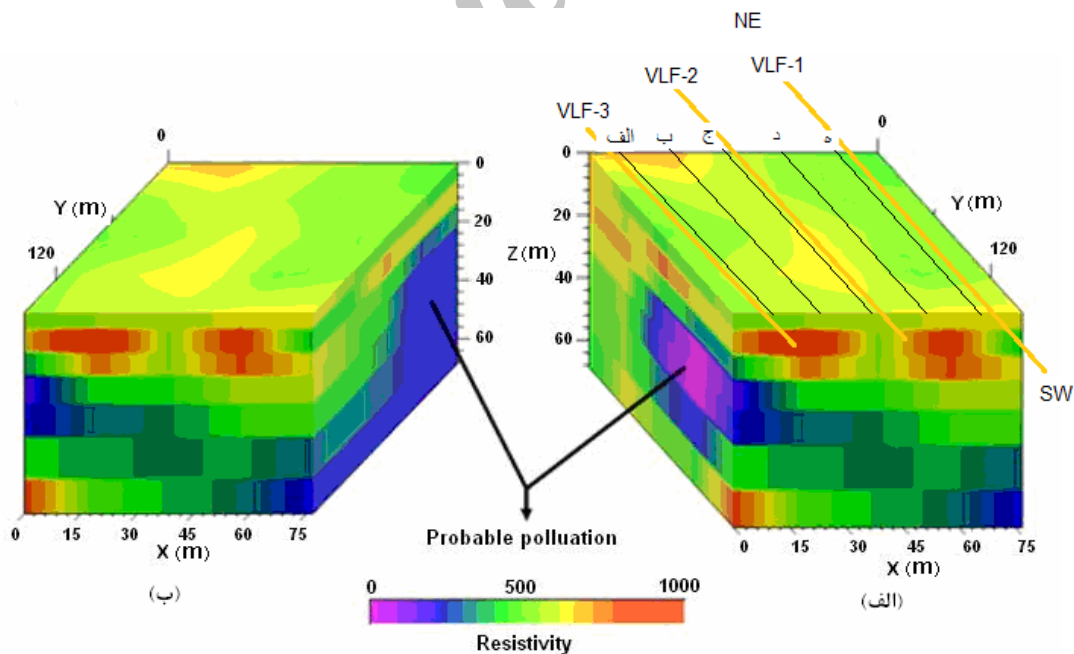 NE
VLF-1
VLF-2
VLF-3
الف ب ج د ه
0
0
20
40
60
Z(m)
Y (m)
120
0
0
20
40
60
Y (m)
120
SW
0 15 30 45 60 75
X (m)
(ب)
0 15 30 45 60 75
X (m)
(الف)
Probable polluation
0 500 1000
Resistivity